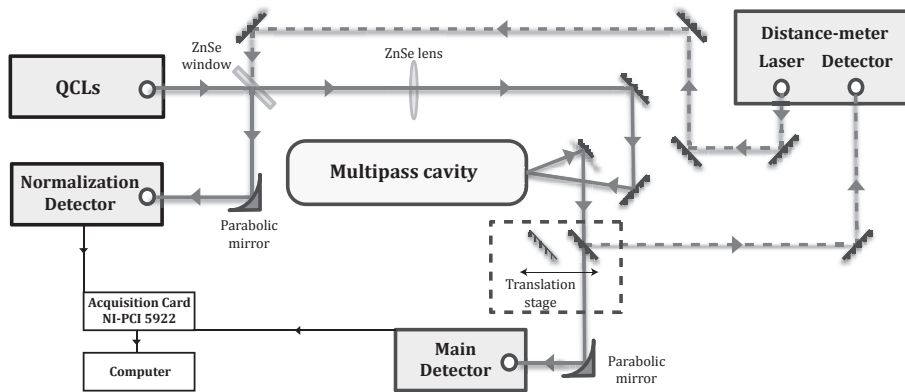 ZnSe
window
ZnSe lens
Distance-meter
Laser Detector
QCLs
Multipass cavity
Normalization
Detector
Parabolic
mirror
Translation
stage
Acquisition Card
NI-PCI 5922
Computer
Main
Detector
Parabolic
mirror